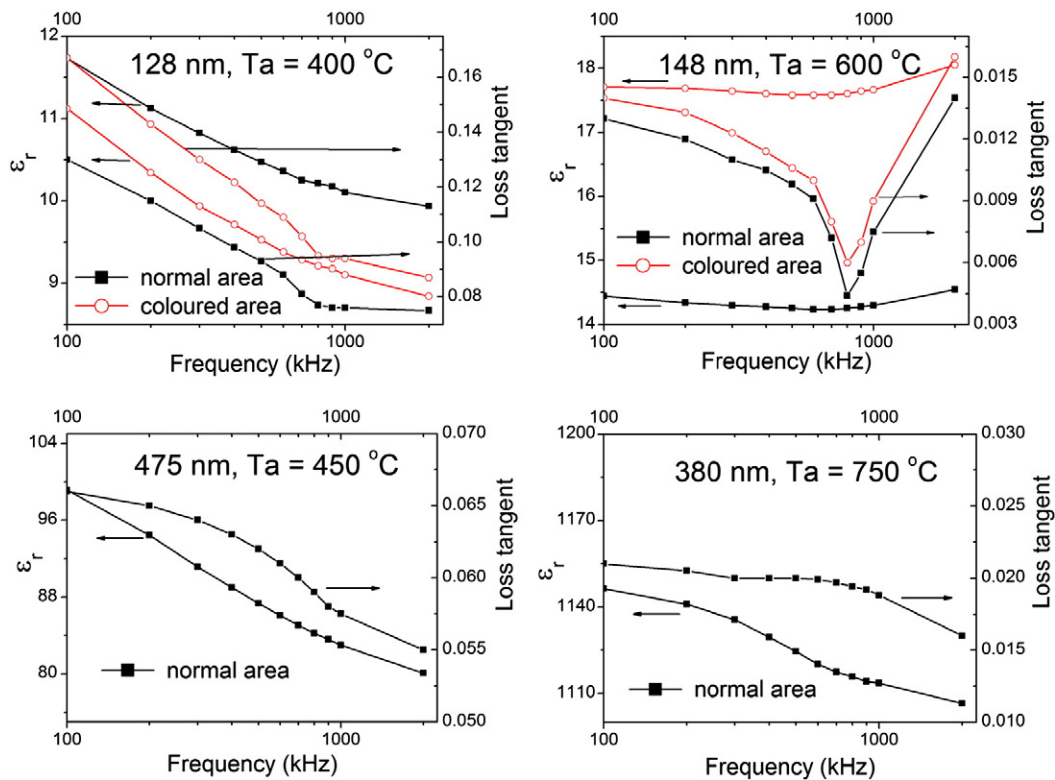 100 1000
12
11
10
9
εr
128 nm, Ta = 400 °C
normal area
coloured area
0.16
0.14
0.12
0.10
0.08
Loss tangent
100 1000
Frequency (kHz)
100 1000
18
17
16
15
14
εr
148 nm, Ta = 600 °C
normal area
coloured area
0.015
0.012
0.009
0.006
0.003
Loss tangent
100 1000
Frequency (kHz)
100 1000
104
96
88
80
εr
475 nm, Ta = 450 °C
normal area
0.070
0.065
0.060
0.055
0.050
Loss tangent
100 1000
Frequency (kHz)
100 1000
1200
1170
1140
1110
εr
380 nm, Ta = 750 °C
normal area
0.030
0.025
0.020
0.015
0.010
Loss tangent
100 1000
Frequency (kHz)